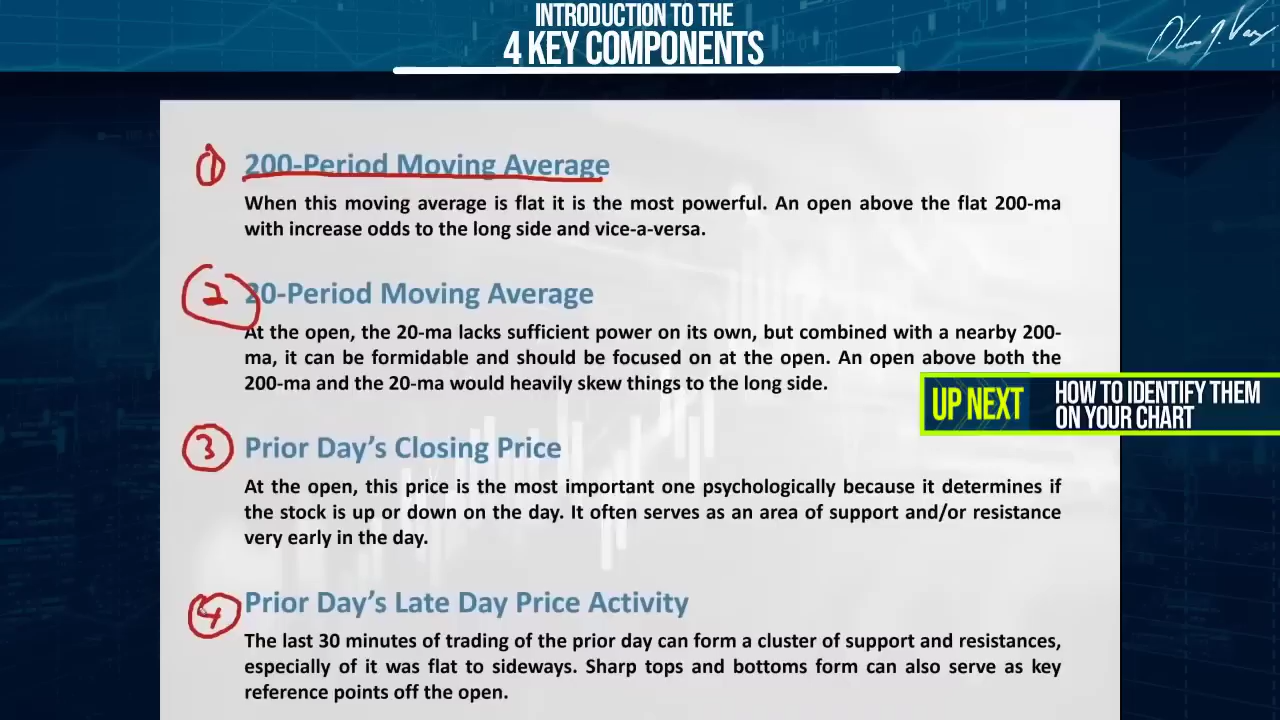 INTRODUCTION TO THE
4 KEY COMPONENTS
1 200-Period Moving Average
When this moving average is flat it is the most powerful. An open above the flat 200-ma
with increase odds to the long side and vice-a-versa.
2 20-Period Moving Average
At the open, the 20-ma lacks sufficient power on its own, but combined with a nearby 200-
ma, it can be formidable and should be focused on at the open. An open above both the
200-ma and the 20-ma would heavily skew things to the long side.
UP NEXT
HOW TO IDENTIFY THEM
ON YOUR CHART
3 Prior Day's Closing Price
At the open, this price is the most important one psychologically because it determines if
the stock is up or down on the day. It often serves as an area of support and/or resistance
very early in the day.
4 Prior Day's Late Day Price Activity
The last 30 minutes of trading of the prior day can form a cluster of support and resistances,
especially of it was flat to sideways. Sharp tops and bottoms form can also serve as key
reference points off the open.